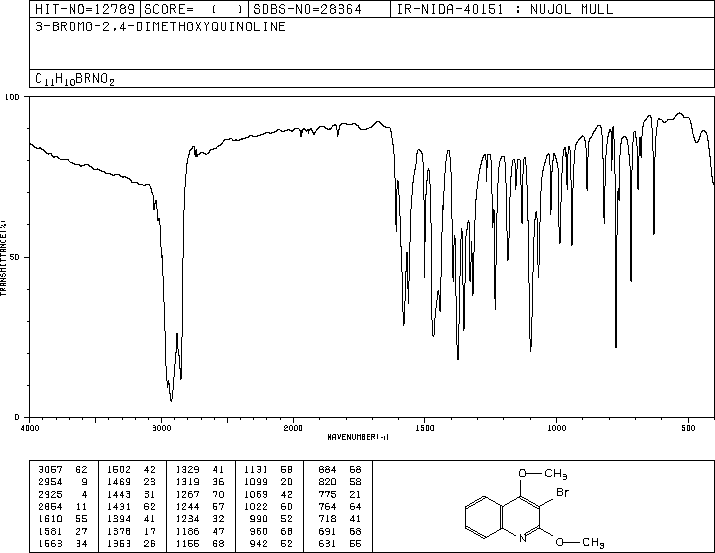 HIT-NO=12789 SCORE= ( ) SDBS-NO=28364 IR-NIDA-40151 : NUJOL MULL
3-BROMO-2,4-DIMETHOXYQUINOLINE
C11H10BRNO2
100
50
0
TRANSMITTANCE(%)
4000 3000 2000 1500 1000 500
WAVENUMBER(-1)
3067 62 1502 42 1329 41 1131 58 884 68
2954 9 1469 23 1319 36 1099 20 820 58
2925 4 1443 31 1267 70 1069 42 775 21
2854 11 1431 62 1244 57 1022 60 764 64
1610 55 1394 41 1234 32 990 52 718 41
1581 27 1378 17 1186 47 960 68 691 68
1563 34 1353 26 1155 68 942 52 631 55
O—CH3
Br
N
O—CH3